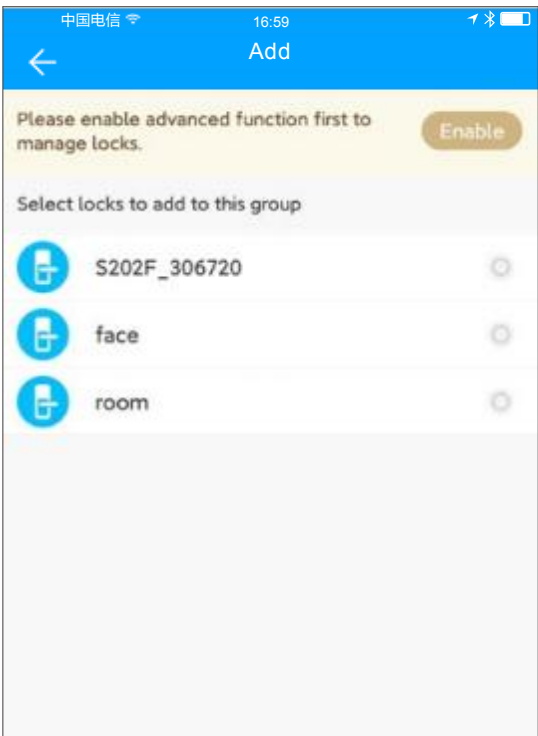 中国电信 16:59
Add
Please enable advanced function first to
manage locks.
Enable
Select locks to add to this group
S202F_306720
face
room